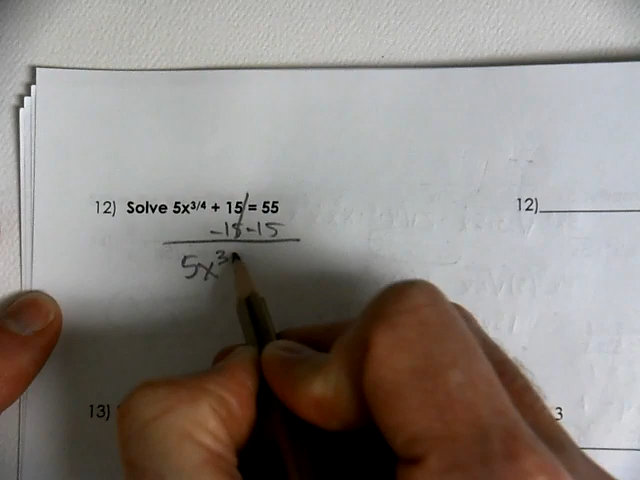 12) Solve 5x^3/4 + 15 = 55 12)
-15 -15
5x^3
13) 3